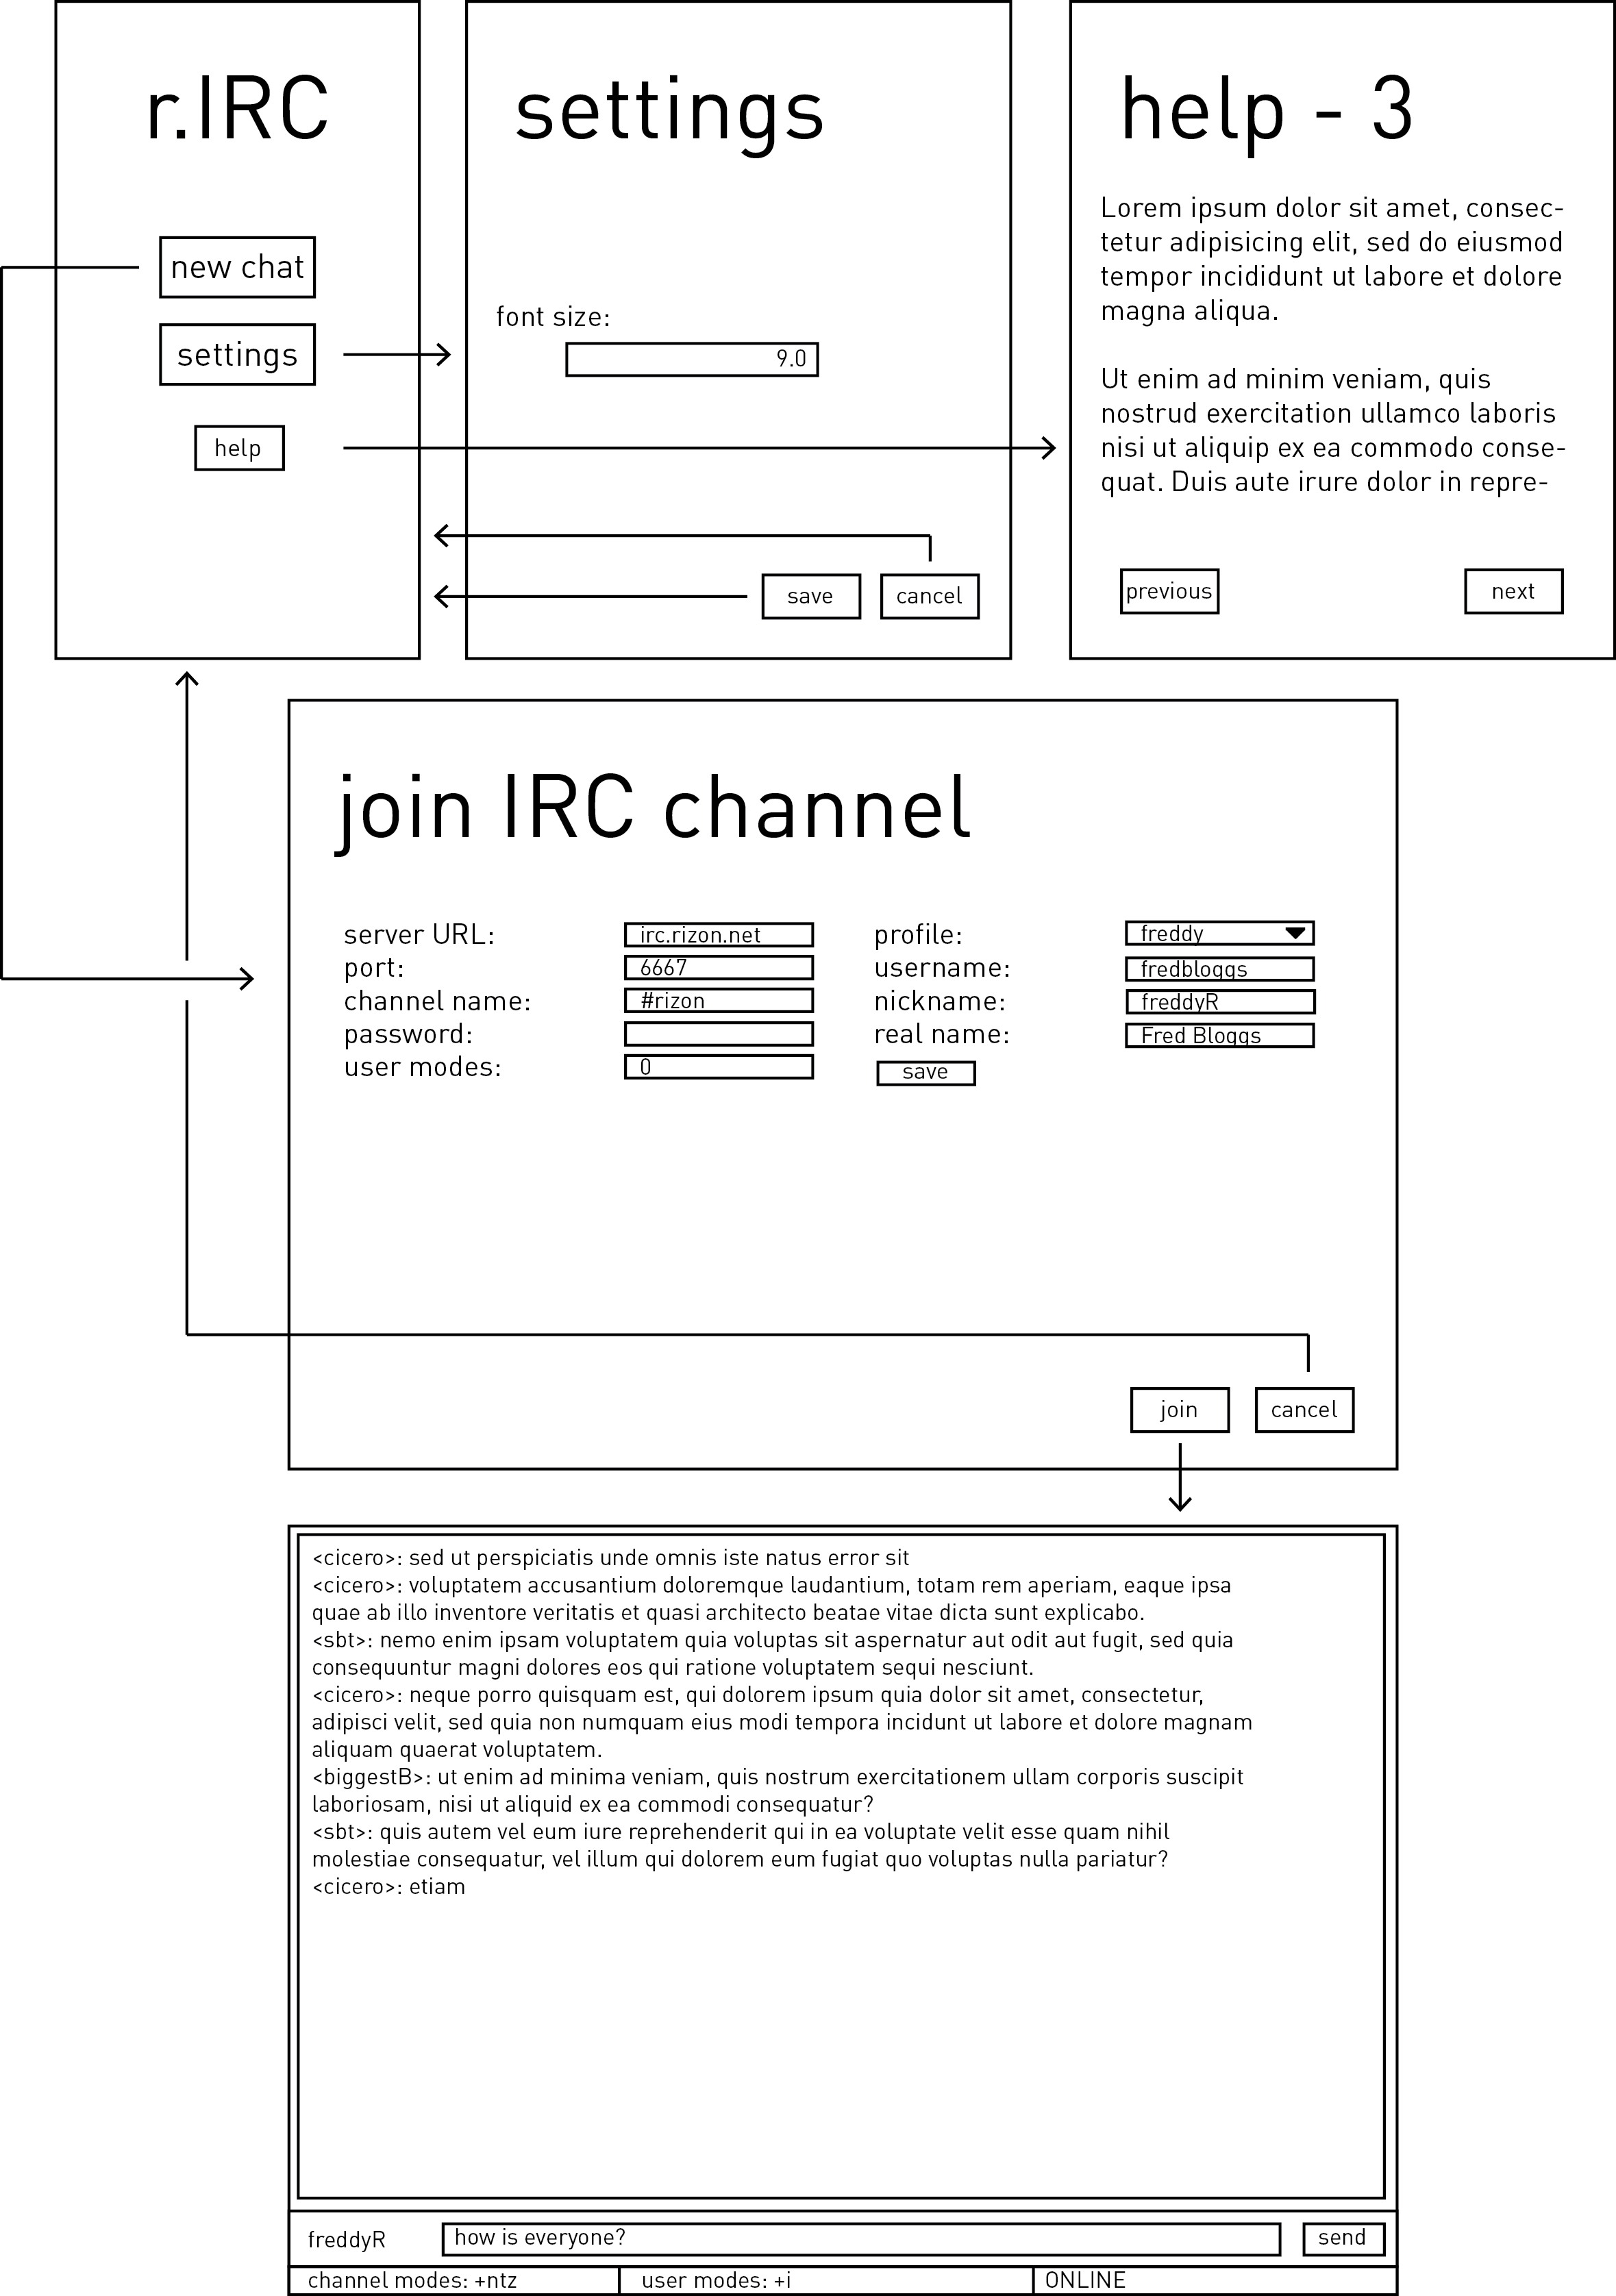 r.IRC
new chat
settings
help
settings
font size:
9.0
save
cancel
help - 3
Lorem ipsum dolor sit amet, consec-
tetur adipisicing elit, sed do eiusmod
tempor incididunt ut labore et dolore
magna aliqua.
Ut enim ad minim veniam, quis
nostrud exercitation ullamco laboris
nisi ut aliquip ex ea commodo conse-
quat. Duis aute irure dolor in repre-
previous
next
join IRC channel
server URL:
irc.rizon.net
port:
6667
channel name:
#rizon
password:
user modes:
0
profile:
freddy
username:
fredbloggs
nickname:
freddyR
real name:
Fred Bloggs
save
join
cancel
<cicero>: sed ut perspiciatis unde omnis iste natus error sit
<cicero>: voluptatem accusantium doloremque laudantium, totam rem aperiam, eaque ipsa
quae ab illo inventore veritatis et quasi architecto beatae vitae dicta sunt explicabo.
<sbt>: nemo enim ipsam voluptatem quia voluptas sit aspernatur aut odit aut fugit, sed quia
consequuntur magni dolores eos qui ratione voluptatem sequi nesciunt.
<cicero>: neque porro quisquam est, qui dolorem ipsum quia dolor sit amet, consectetur,
adipisci velit, sed quia non numquam eius modi tempora incidunt ut labore et dolore magnam
aliquam quaerat voluptatem.
<biggestB>: ut enim ad minima veniam, quis nostrum exercitationem ullam corporis suscipit
laboriosam, nisi ut aliquid ex ea commodi consequatur?
<sbt>: quis autem vel eum iure reprehenderit qui in ea voluptate velit esse quam nihil
molestiae consequatur, vel illum qui dolorem eum fugiat quo voluptas nulla pariatur?
<cicero>: etiam
freddyR
how is everyone?
send
channel modes: +ntz
user modes: +i
ONLINE